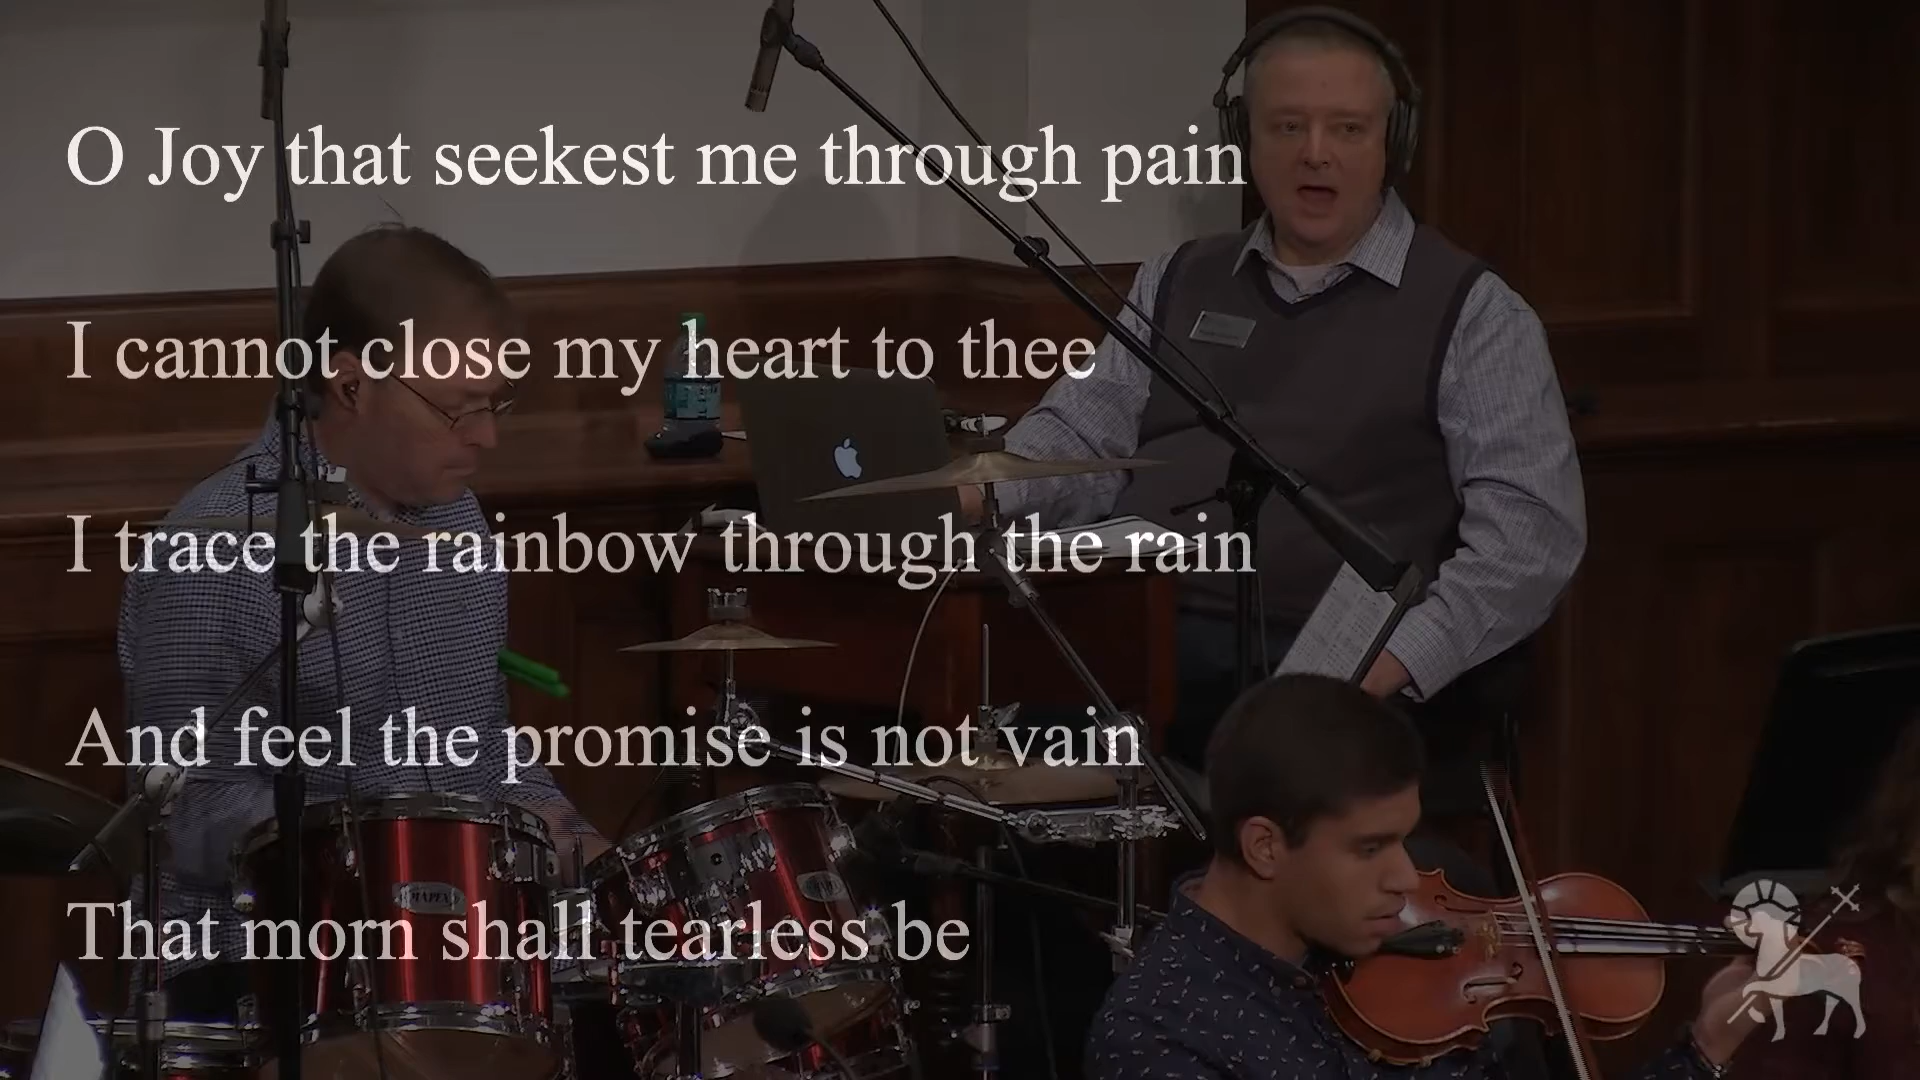 O Joy that seekest me through pain
I cannot close my heart to thee
I trace the rainbow through the rain
And feel the promise is not vain
That morn shall tearless be
MAPEX